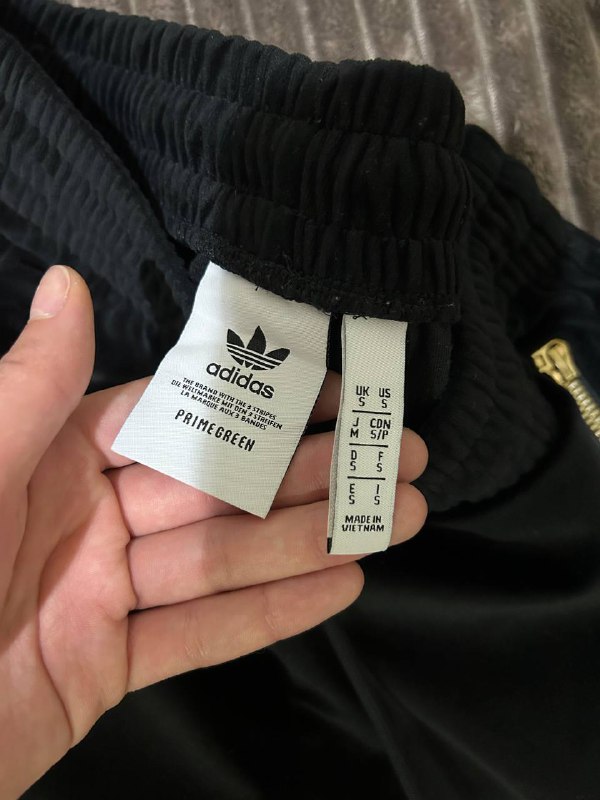 adidas
THE BRAND WITH THE 3 STRIPES
DIE WELTMARKE MIT DEN 3 STREIFEN
LA MARQUE AUX 3 BANDES
PRIMEGREEN
UK US
S S
J CDN
M S/P
D F
S S
E I
S S
MADE IN
VIETNAM